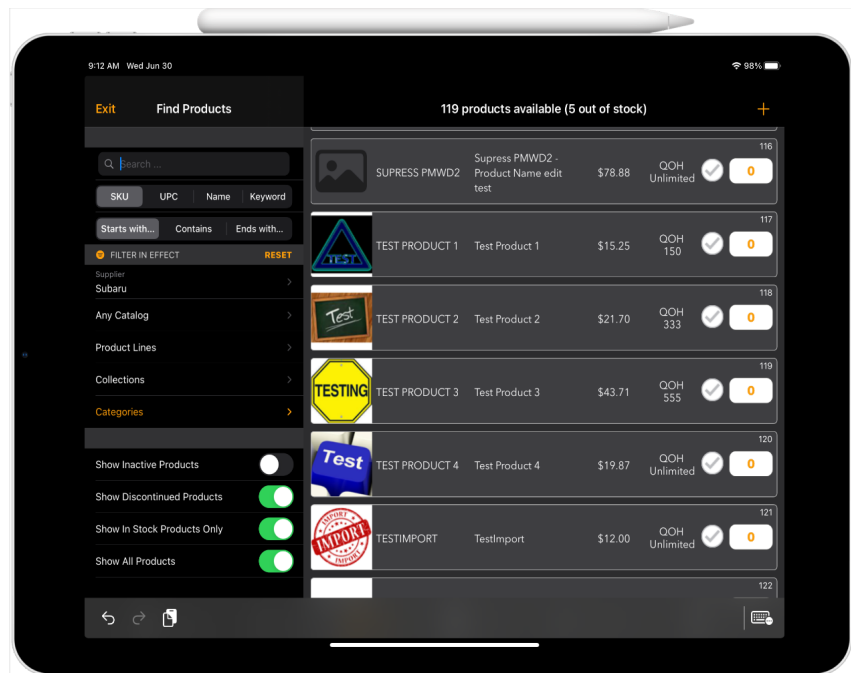 9:12 AM Wed Jun 30
98%
Exit
Find Products
119 products available (5 out of stock)
Search ...
SKU
UPC
Name
Keyword
Starts with...
Contains
Ends with...
FILTER IN EFFECT
RESET
Supplier
Subaru
Any Catalog
Product Lines
Collections
Categories
Show Inactive Products
Show Discontinued Products
Show In Stock Products Only
Show All Products
116
SUPRESS PMWD2
Supress PMWD2 -
Product Name edit
test
$78.88
QOH
Unlimited
0
117
TEST
TEST PRODUCT 1
Test Product 1
$15.25
QOH
150
0
118
Test
TEST PRODUCT 2
Test Product 2
$21.70
QOH
333
0
119
TESTING
TEST PRODUCT 3
Test Product 3
$43.71
QOH
555
0
120
Test
TEST PRODUCT 4
Test Product 4
$19.87
QOH
Unlimited
0
121
IMPORT
IMPORT
IMPORT
TESTIMPORT
TestImport
$12.00
QOH
Unlimited
0
122